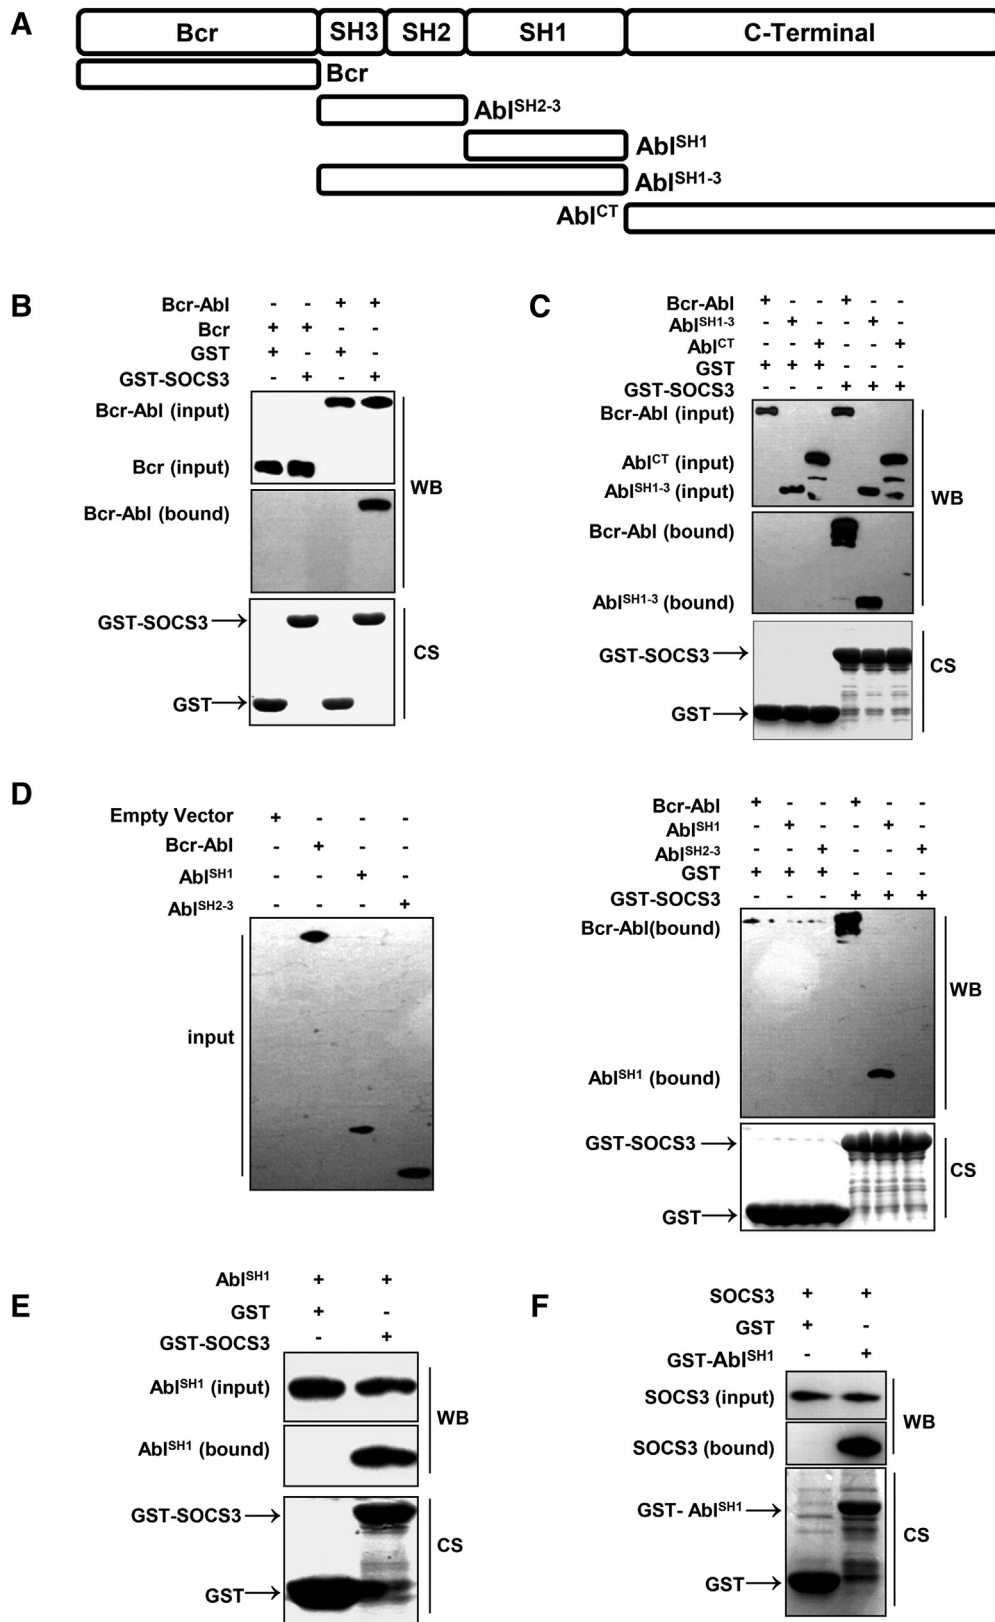 A
Bcr SH3 SH2 SH1 C-Terminal
Bcr
Abl^SH2-3
Abl^SH1
Abl^SH1-3
Abl^CT
B
Bcr-Abl - - + +
Bcr + + - -
GST + - + -
GST-SOCS3 - + - +
Bcr-Abl (input)
Bcr (input)
Bcr-Abl (bound)
WB
GST-SOCS3→
GST→
CS
C
Bcr-Abl + - - + - -
Abl^SH1-3 - + - - + -
Abl^CT - - + - - +
GST + + + - - -
GST-SOCS3 - - - + + +
Bcr-Abl (input)
Abl^CT (input)
Abl^SH1-3 (input)
Bcr-Abl (bound)
Abl^SH1-3 (bound)
WB
GST-SOCS3→
GST→
CS
D
Empty Vector + - - -
Bcr-Abl - + - -
Abl^SH1 - - + -
Abl^SH2-3 - - - +
input
Bcr-Abl + - - + - -
Abl^SH1 - + - - + -
Abl^SH2-3 - - + - - +
GST + + + - - -
GST-SOCS3 - - - + + +
Bcr-Abl(bound)
Abl^SH1 (bound)
WB
GST-SOCS3→
GST→
CS
E
Abl^SH1 + +
GST + -
GST-SOCS3 - +
Abl^SH1 (input)
Abl^SH1 (bound)
WB
GST-SOCS3→
GST→
CS
F
SOCS3 + +
GST + -
GST-Abl^SH1 - +
SOCS3 (input)
SOCS3 (bound)
WB
GST- Abl^SH1→
GST→
CS